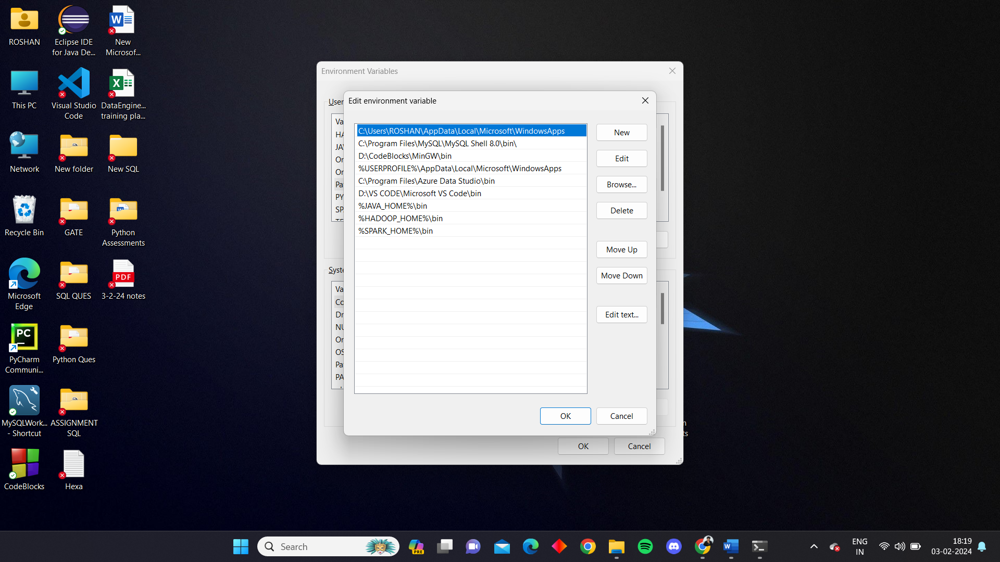 ROSHAN
Eclipse IDE
for Java De...
New
Microsof...
This PC
Visual Studio
Code
DataEngine...
training pla...
Network
New folder
New SQL
Recycle Bin
GATE
Python
Assessments
Microsoft
Edge
SQL QUES
PDF
3-2-24 notes
PC
PyCharm
Communi...
Python Ques
MySQLWork...
- Shortcut
ASSIGNMENT
SQL
CodeBlocks
Hexa
Environment Variables
User
Va
HA
JA
On
On
Pa
PY
SP
Syste
Va
Co
Dr
NU
On
OS
Pa
PA
Edit environment variable
C:\Users\ROSHAN\AppData\Local\Microsoft\WindowsApps
C:\Program Files\MySQL\MySQL Shell 8.0\bin\
D:\CodeBlocks\MinGW\bin
%USERPROFILE%\AppData\Local\Microsoft\WindowsApps
C:\Program Files\Azure Data Studio\bin
D:\VS CODE\Microsoft VS Code\bin
%JAVA_HOME%\bin
%HADOOP_HOME%\bin
%SPARK_HOME%\bin
New
Edit
Browse...
Delete
Move Up
Move Down
Edit text...
OK
Cancel
OK
Cancel
Search
PRE
ENG
IN
18:19
03-02-2024